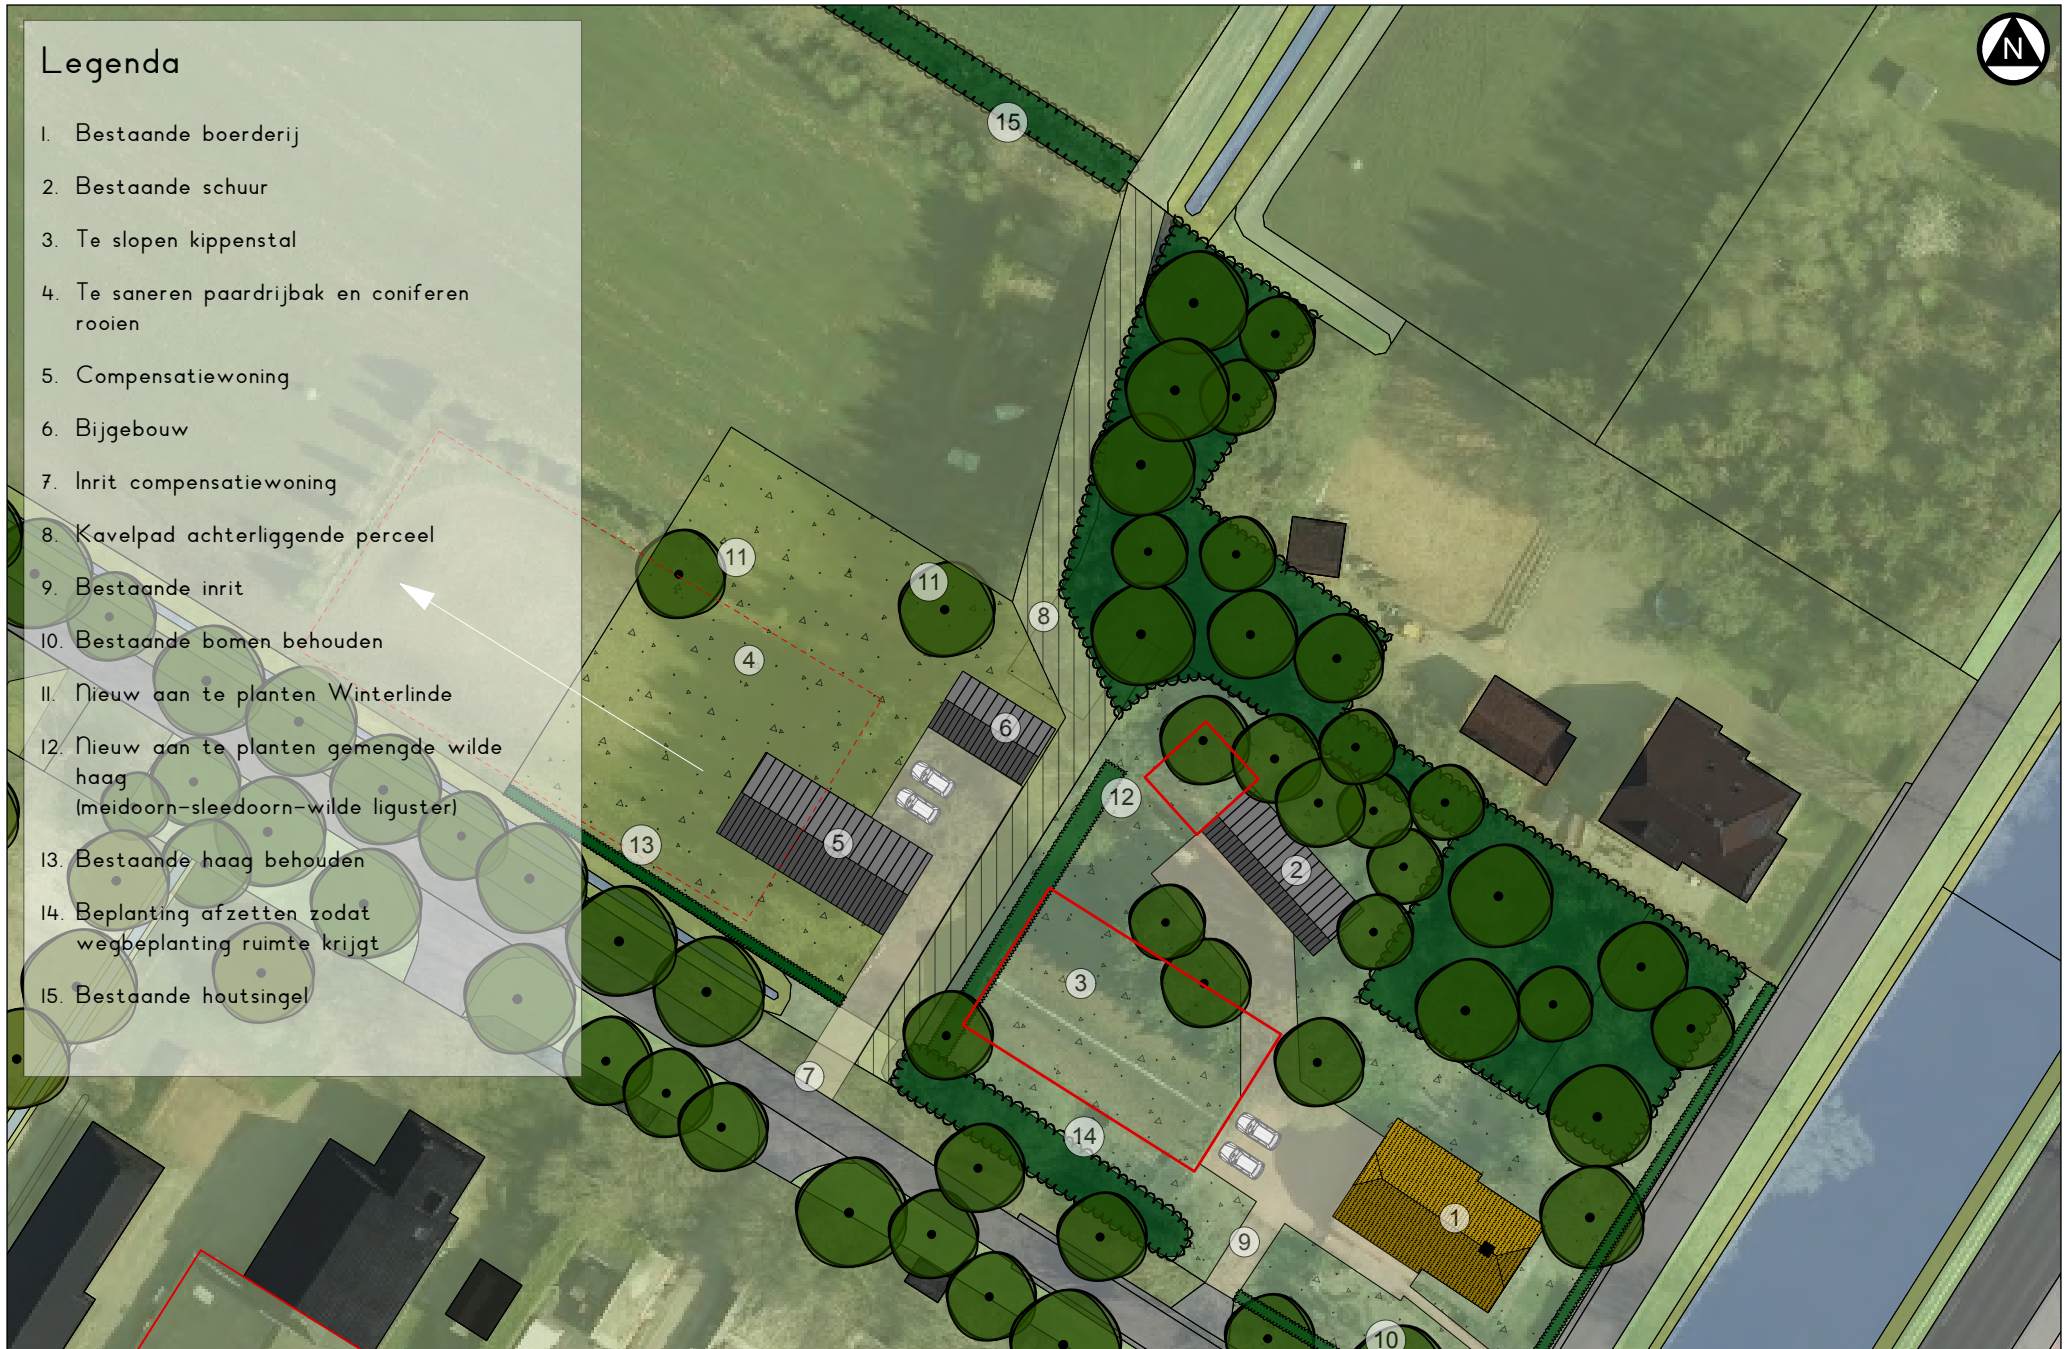 Legenda
1. Bestaande boerderij
2. Bestaande schuur
3. Te slopen kippenstal
4. Te saneren paardrijbak en coniferen
rooien
5. Compensatiewoning
6. Bijgebouw
7. Inrit compensatiewoning
8. Kavelpad achterliggende perceel
9. Bestaande inrit
10. Bestaande bomen behouden
11. Nieuw aan te planten Winterlinde
12. Nieuw aan te planten gemengde wilde
haag
(meidoorn-sleedoorn-wilde liguster)
13. Bestaande haag behouden
14. Beplanting afzetten zodat
wegbeplanting ruimte krijgt
15. Bestaande houtsingel
N
15
11
11
8
4
6
12
13
5
2
3
7
14
1
9
10